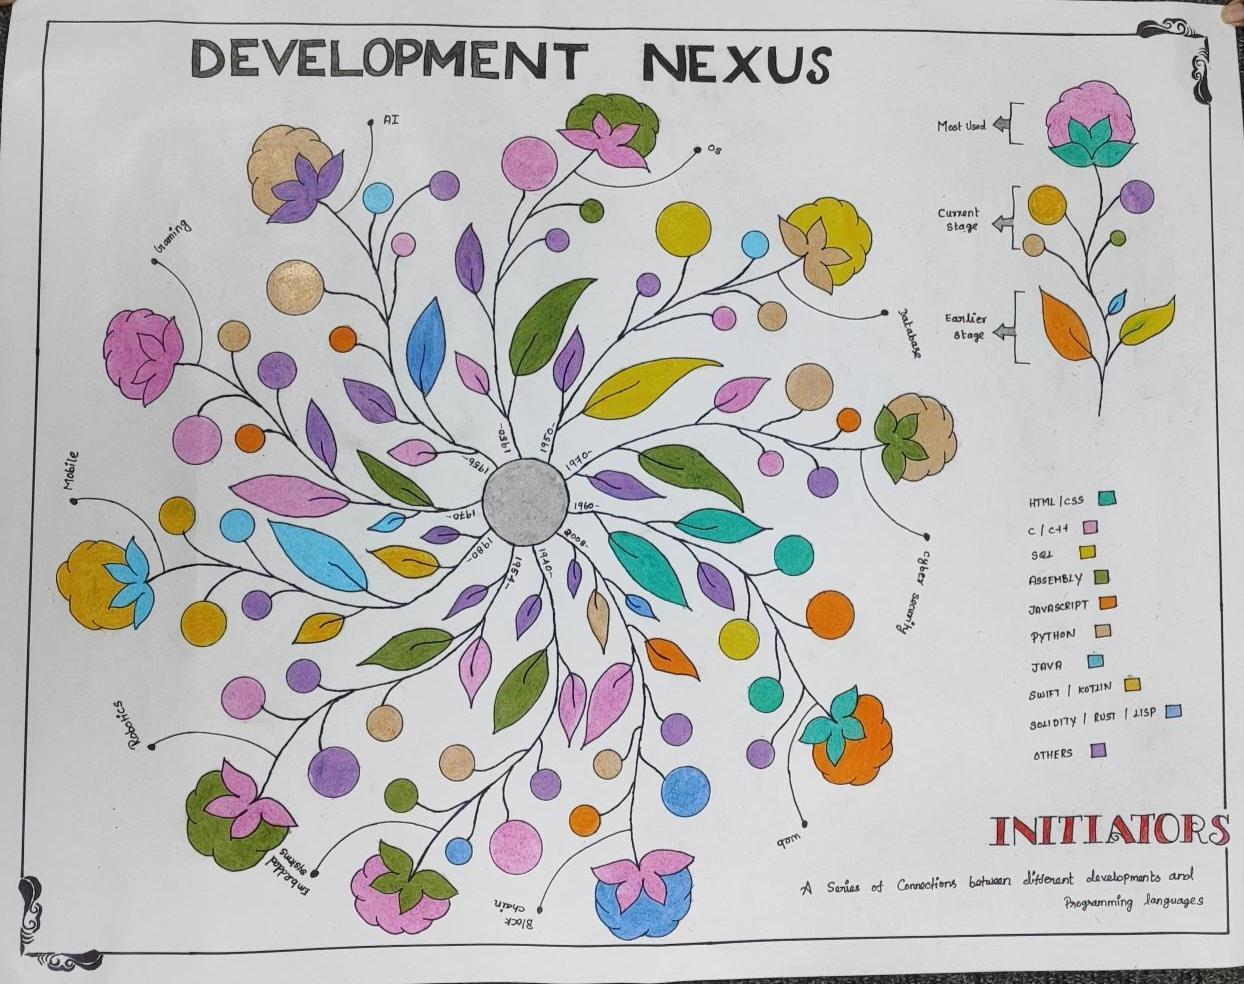 DEVELOPMENT NEXUS
AI
OS
Most Used
Gaming
Current
Stage
Database
Earlier
Stage
Mobile
1950-
1950-
1956-
1970-
1970-
1960-
1980-
2008-
1954-
1940-
HTML/CSS
C/C++
SQL
ASSEMBLY
JAVASCRIPT
PYTHON
JAVA
SWIFT | KOTLIN
SOLIDITY | RUST | LISP
OTHERS
Cyber security
Robotics
Embedded
systems
Block
chain
Web
INITIATORS
A Series of Connections between different developments and
Programming languages